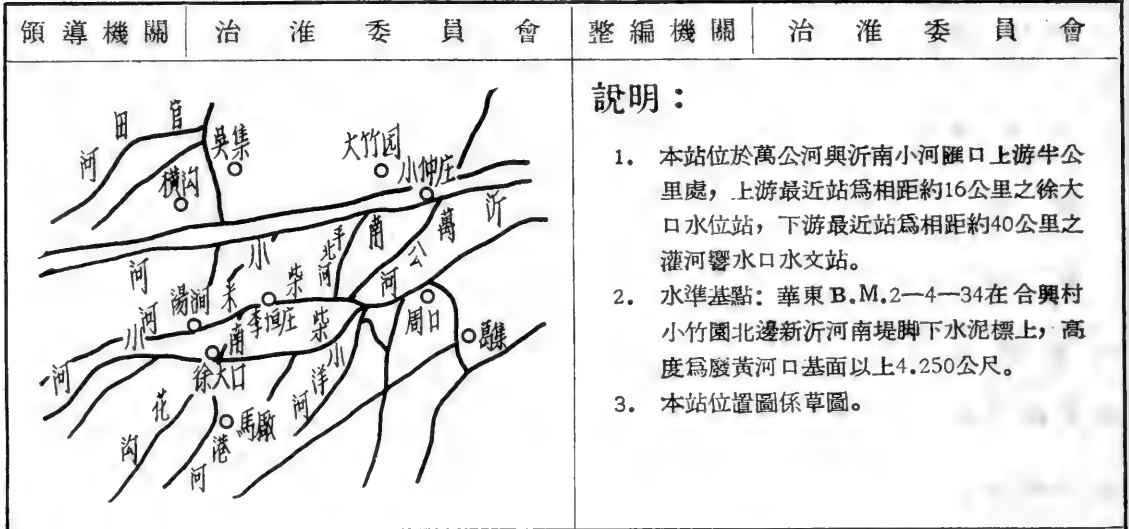 領導機關 治淮委員會 整編機關 治淮委員會
官田河
吳集
橫沟
大竹园
小仲庄
沂
萬公河
南
小
河
平北河
柴
米
湯涧
李垣庄
小河
河
南
柴
周口
徐大口
小洋河
花
沟
馬廠
港
河
說明：
1. 本站位於萬公河與沂南小河匯口上游半公
里處，上游最近站爲相距約16公里之徐大
口水位站，下游最近站爲相距約40公里之
灌河響水口水文站。
2. 水準基點：華東B.M.2—4—34在合興村
小竹園北邊新沂河南堤脚下水泥標上，高
度爲廢黃河口基面以上4.250公尺。
3. 本站位置圖係草圖。